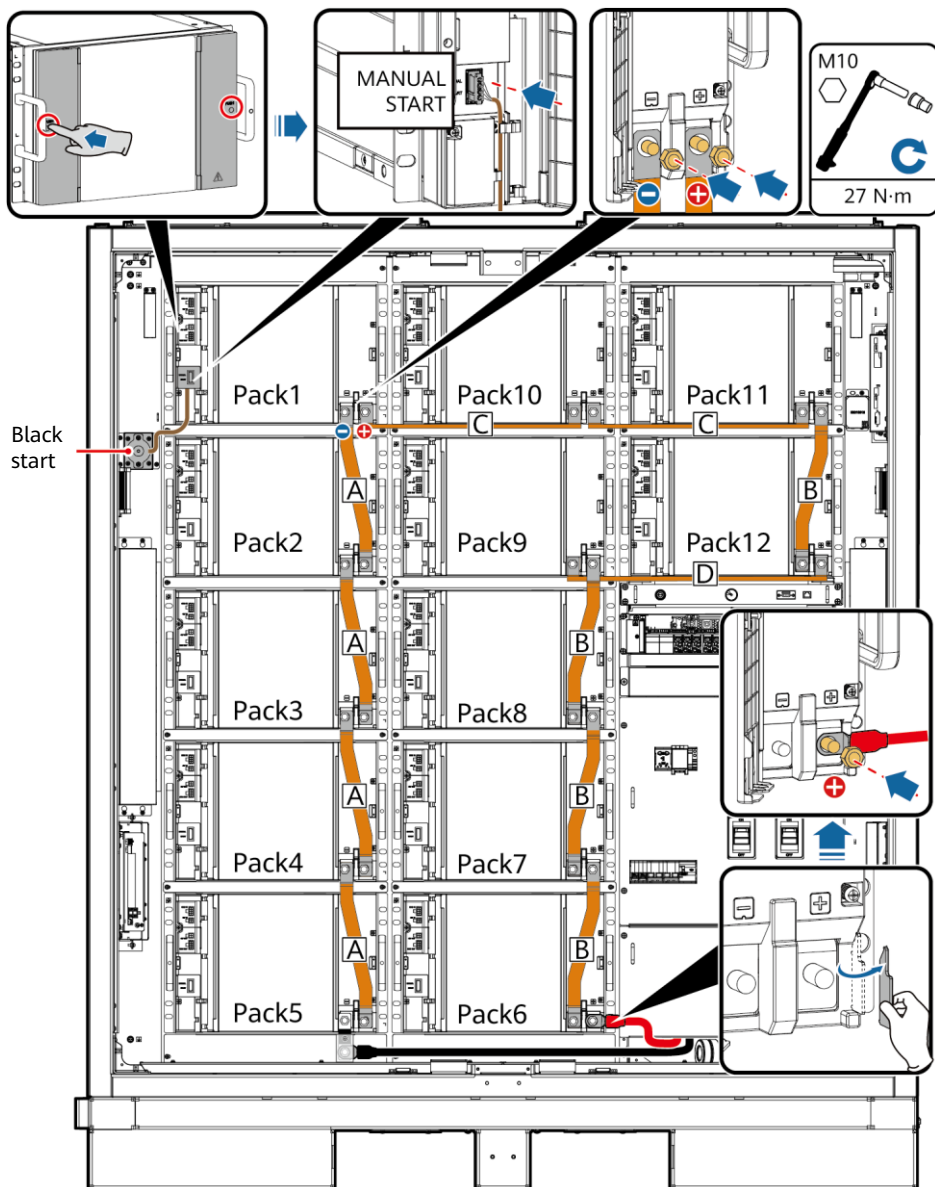 MANUAL
START
M10
27 N·m
Pack1
Pack10
Pack11
C
C
Black
start
A
B
Pack2
Pack9
Pack12
D
A
B
Pack3
Pack8
A
B
Pack4
Pack7
A
B
Pack5
Pack6